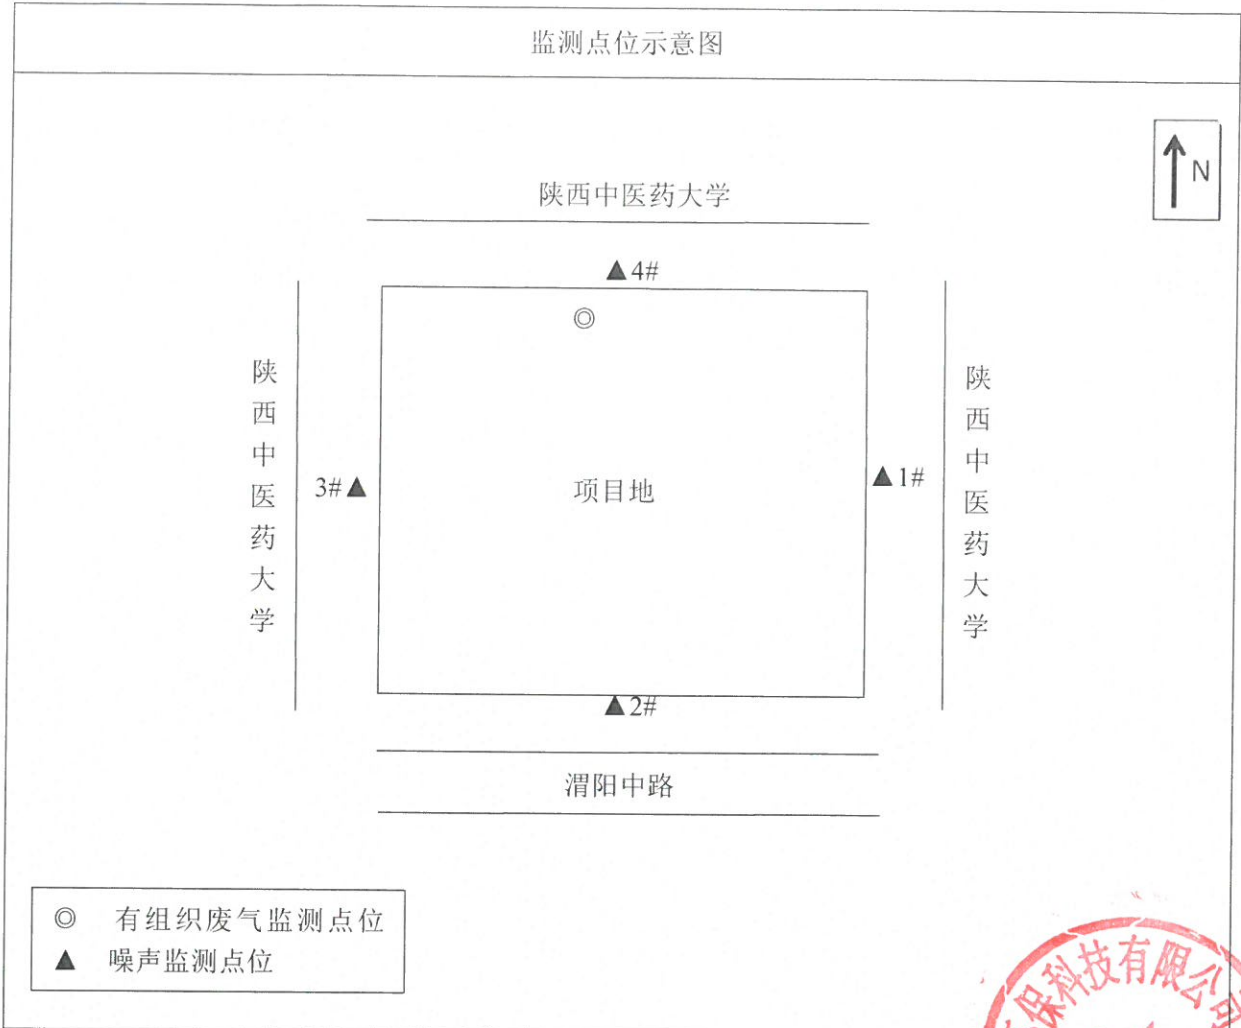 监测点位示意图
N
陕西中医药大学
▲4#
◎
陕西中医药大学
陕西中医药大学
3#▲
项目地
▲1#
▲2#
渭阳中路
◎ 有组织废气监测点位
▲ 噪声监测点位
保科技有限公司